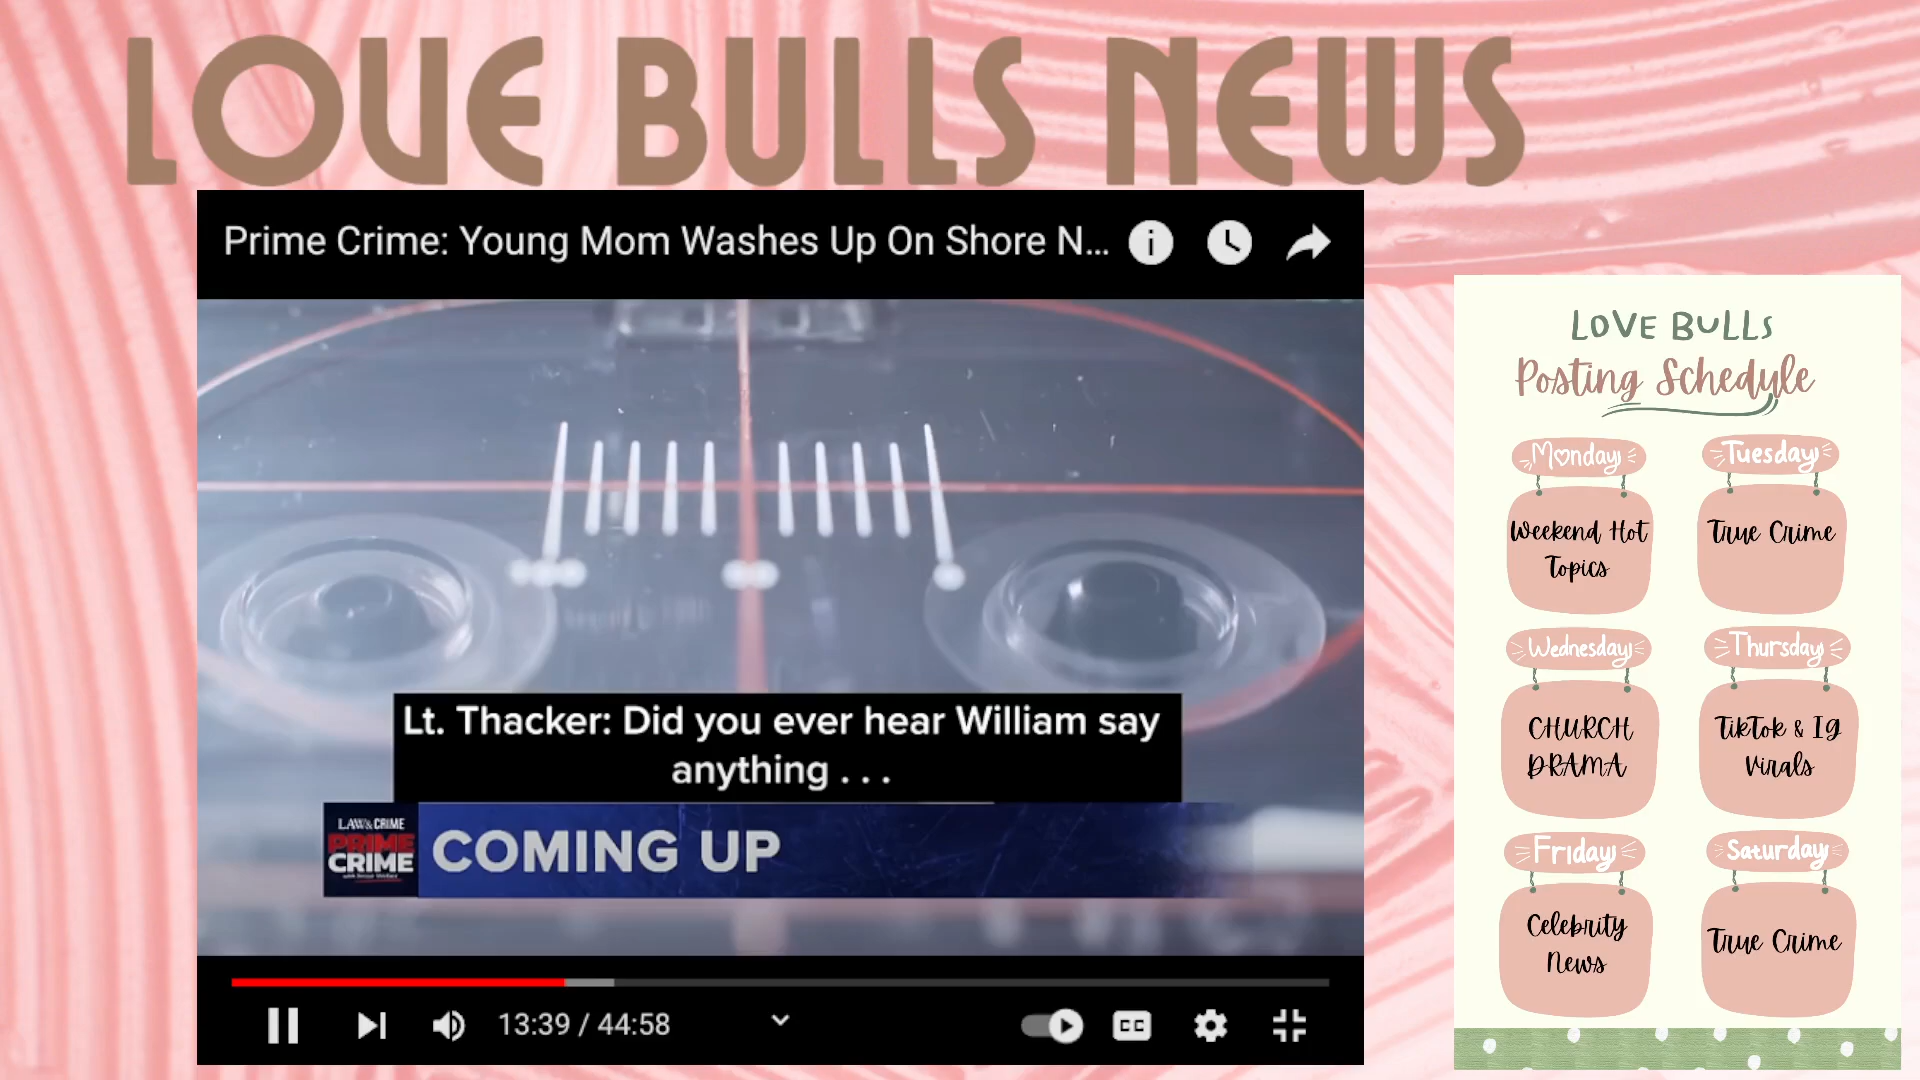 LOVE BULLS NEWS
Prime Crime: Young Mom Washes Up On Shore N...
Lt. Thacker: Did you ever hear William say
anything . . .
LAW&CRIME
PRIME
CRIME
COMING UP
13:39 / 44:58
CC
LOVE BULLS
Posting Schedule
Monday
Weekend Hot
Topics
Tuesday
True Crime
Wednesday
CHURCH
DRAMA
Thursday
TikTok & IG
Virals
Friday
Celebrity
News
Saturday
True Crime